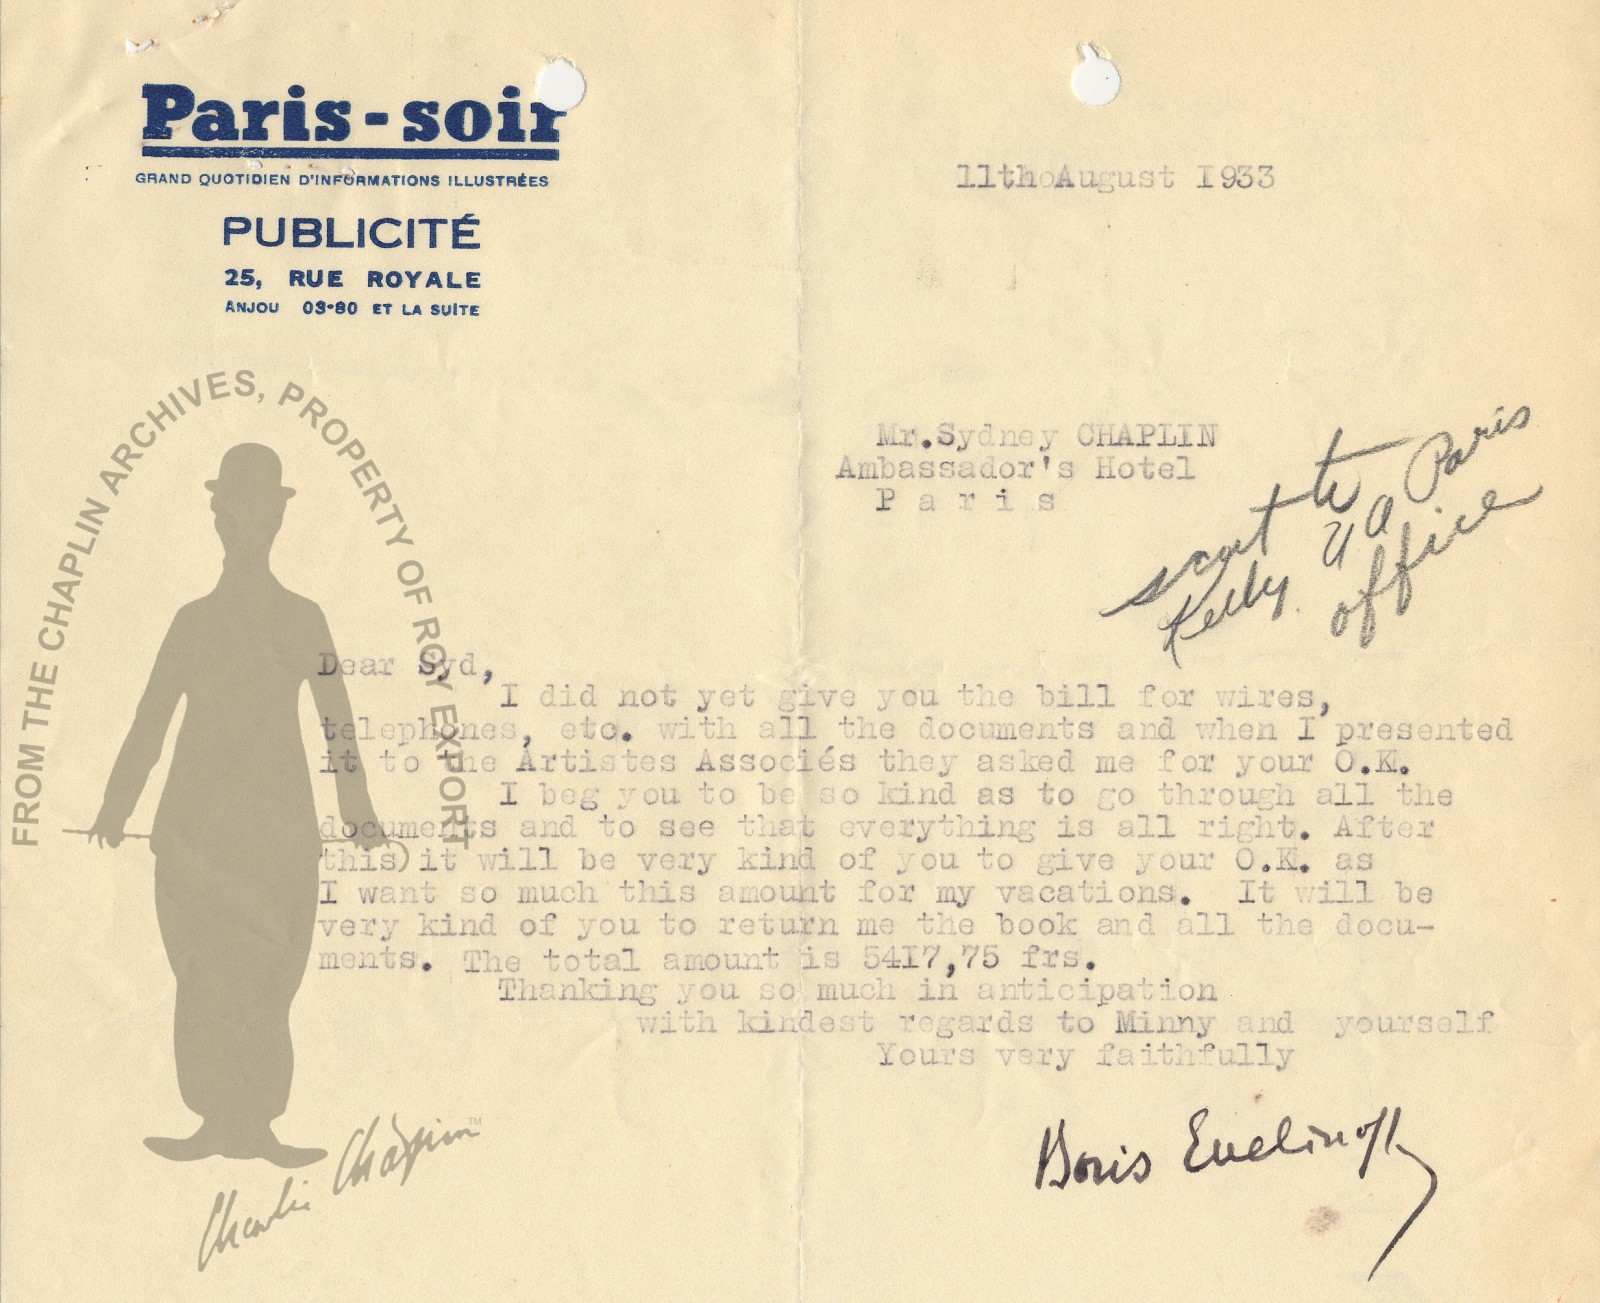 Paris-soir
GRAND QUOTIDIEN D'INFORMATIONS ILLUSTRÉES
PUBLICITÉ
25, RUE ROYALE
ANJOU 03-80 ET LA SUITE
11thoAugust 1933
Mr.Sydney CHAPLIN
Ambassador's Hotel
P a r i s
sent to Paris
Kelly. U A
office
Dear Syd,
I did not yet give you the bill for wires,
telephones, etc. with all the documents and when I presented
it to the Artistes Associés they asked me for your O.K.
I beg you to be so kind as to go through all the
documents and to see that everything is all right. After
this it will be very kind of you to give your O.K. as
I want so much this amount for my vacations. It will be
very kind of you to return me the book and all the docu-
ments. The total amount is 5417,75 frs.
Thanking you so much in anticipation
with kindest regards to Minny and yourself
Yours very faithfully
Boris Evelinoff
FROM THE CHAPLIN ARCHIVES, PROPERTY OF ROY EXPORT
Charlie Chaplin™